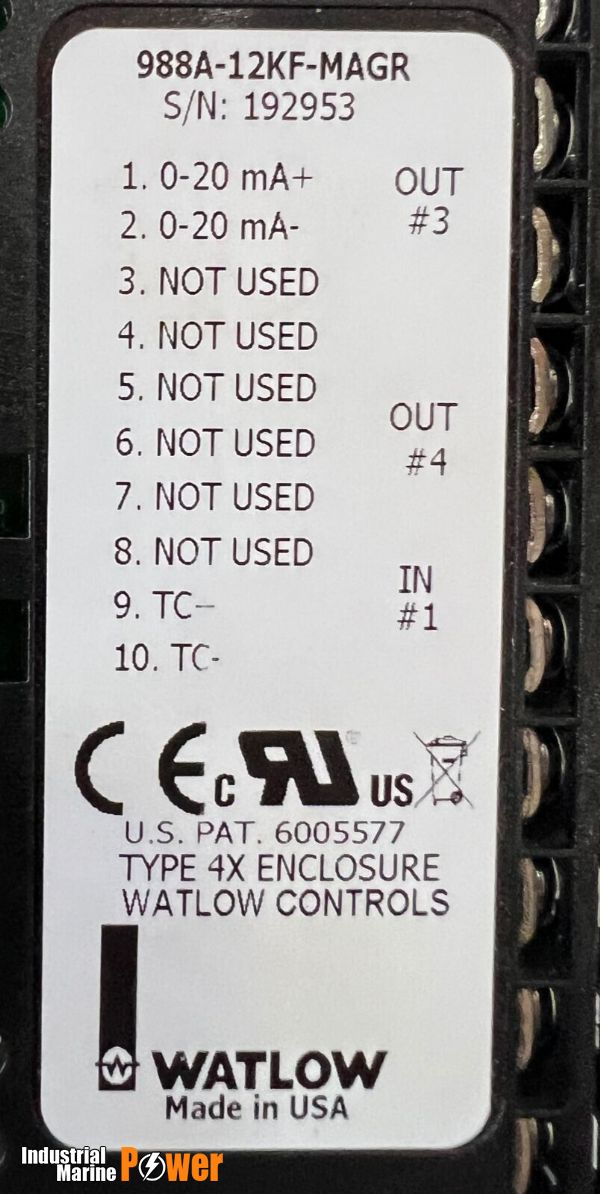 988A-12KF-MAGR
S/N: 192953
1. 0-20 mA+ OUT
2. 0-20 mA- #3
3. NOT USED
4. NOT USED
5. NOT USED OUT
6. NOT USED #4
7. NOT USED
8. NOT USED IN
9. TC- #1
10. TC-
CE c RU ® US
U.S. PAT. 6005577
TYPE 4X ENCLOSURE
WATLOW CONTROLS
WATLOW
Made in USA
Industrial
Marine Power